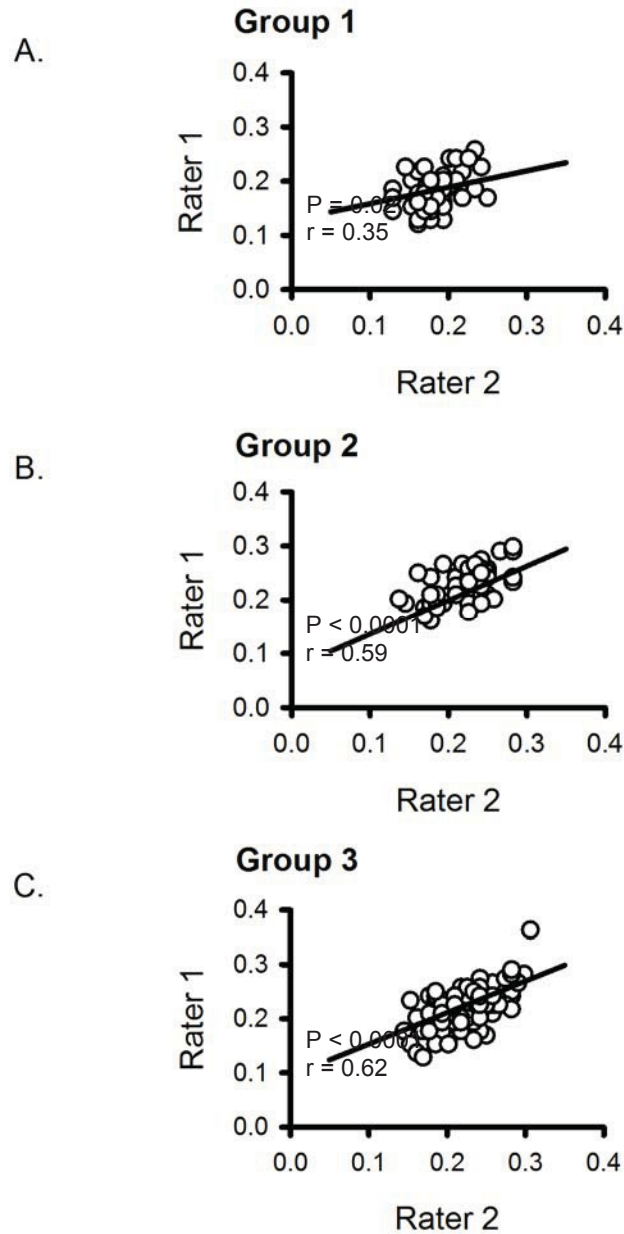 Group 1
A.
0.4
0.3
0.2
0.1
0.0
Rater 1
P = 0.02
r = 0.35
0.0 0.1 0.2 0.3 0.4
Rater 2
Group 2
B.
0.4
0.3
0.2
0.1
0.0
Rater 1
P < 0.0001
r = 0.59
0.0 0.1 0.2 0.3 0.4
Rater 2
Group 3
C.
0.4
0.3
0.2
0.1
0.0
Rater 1
P <
r = 0.62
0.0 0.1 0.2 0.3 0.4
Rater 2